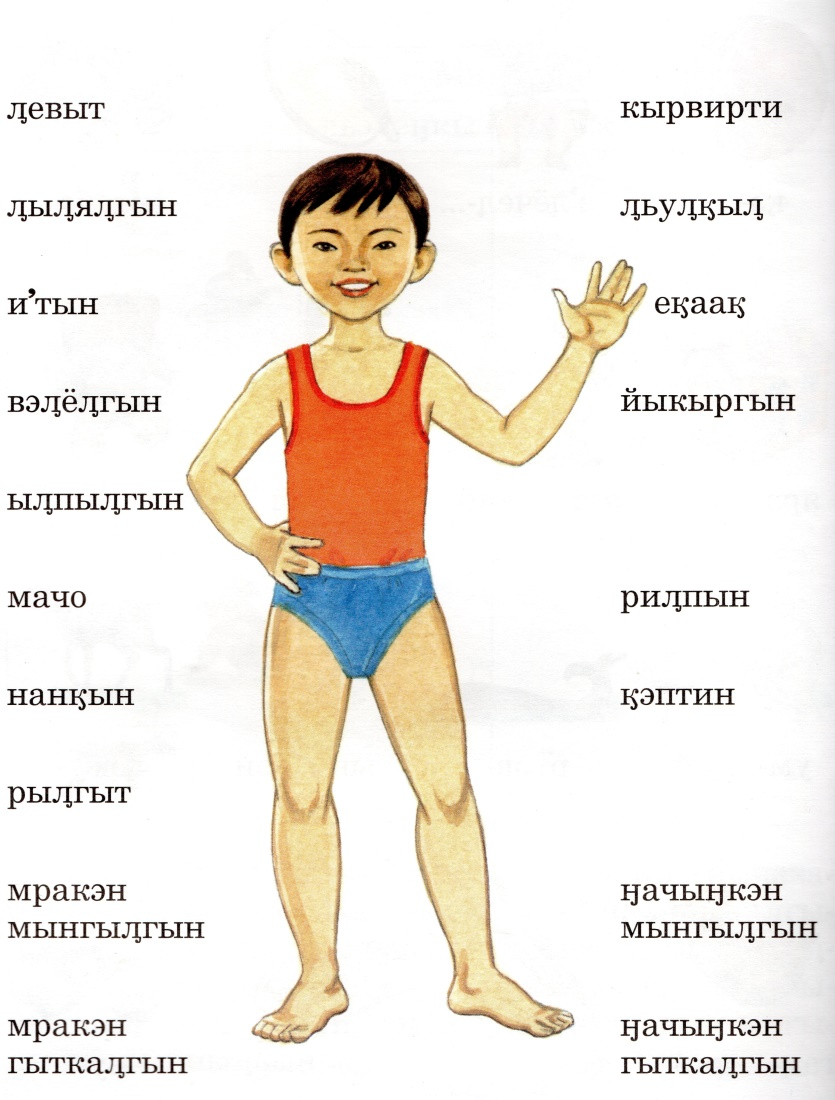 ԓевыт
ԓыԓяԓгын
и’тын
вэԓёԓгын
ыԓпыԓгын
мачо
нанӄын
рыԓгыт
мракэн
мынгыԓгын
мракэн
гыткаԓгын
кырвирти
ԓьуԓӄыԓ
еӄааӄ
йыкыргын
риԓпын
ӄэптин
ӈачыӈкэн
мынгыԓгын
ӈачыӈкэн
гыткаԓгын